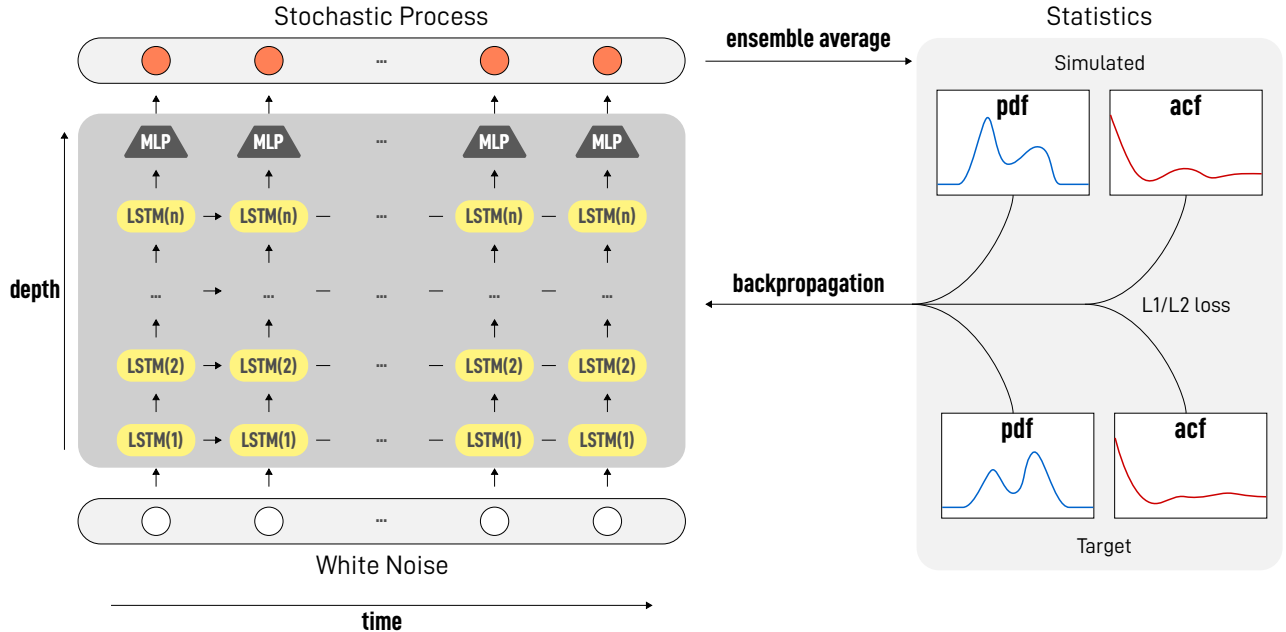 Stochastic Process
Statistics
...
ensemble average
Simulated
pdf
acf
MLP MLP ... MLP MLP
LSTM(n) LSTM(n) ... LSTM(n) LSTM(n)
depth
... ... ... ... ...
backpropagation
L1/L2 loss
LSTM(2) LSTM(2) ... LSTM(2) LSTM(2)
LSTM(1) LSTM(1) ... LSTM(1) LSTM(1)
pdf
acf
...
Target
White Noise
time